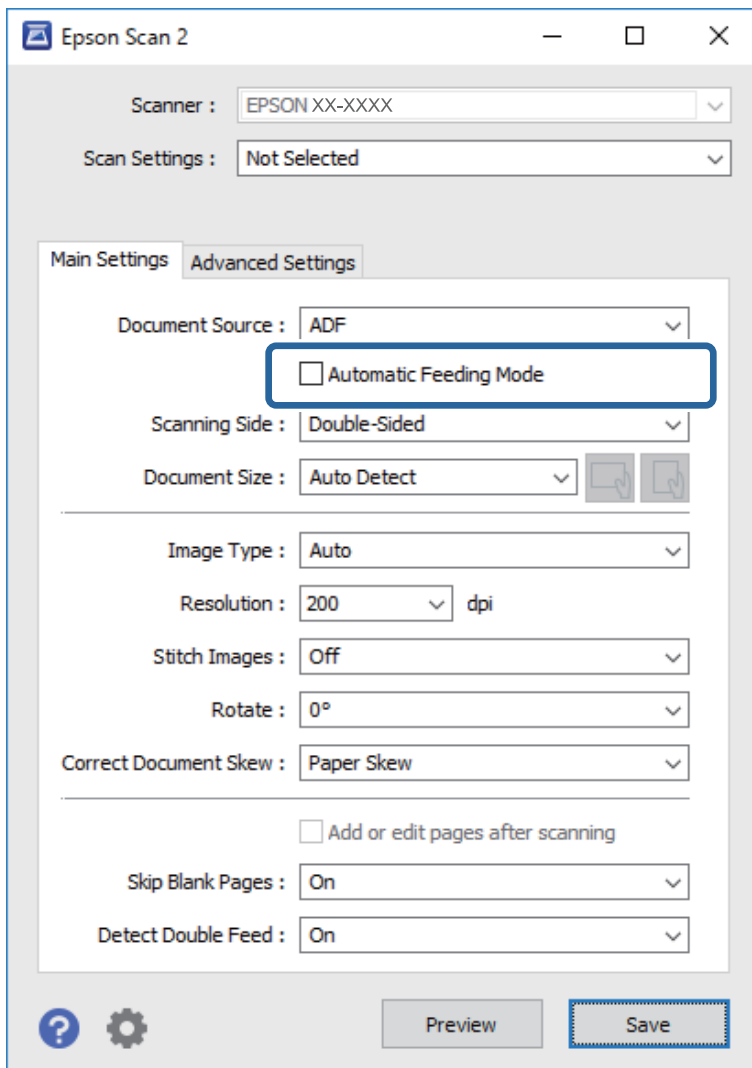 Epson Scan 2
Scanner : EPSON XX-XXXX
Scan Settings : Not Selected
Main Settings Advanced Settings
Document Source : ADF
Automatic Feeding Mode
Scanning Side : Double-Sided
Document Size : Auto Detect
Image Type : Auto
Resolution : 200 dpi
Stitch Images : Off
Rotate : 0°
Correct Document Skew : Paper Skew
Add or edit pages after scanning
Skip Blank Pages : On
Detect Double Feed : On
? Preview Save